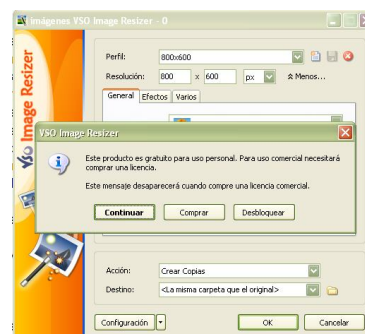 imágenes VSO Image Resizer - 0
VSO Image Resizer
Perfil:
800x600
Resolución:
800 x 600 px
Menos...
General Efectos Varios
VSO Image Resizer
Este producto es gratuito para uso personal. Para uso comercial necesitará
comprar una licencia.
Este mensaje desaparecerá cuando compre una licencia comercial.
Continuar Comprar Desbloquear
Acción:
Crear Copias
Destino:
<La misma carpeta que el original>
Configuración OK Cancelar